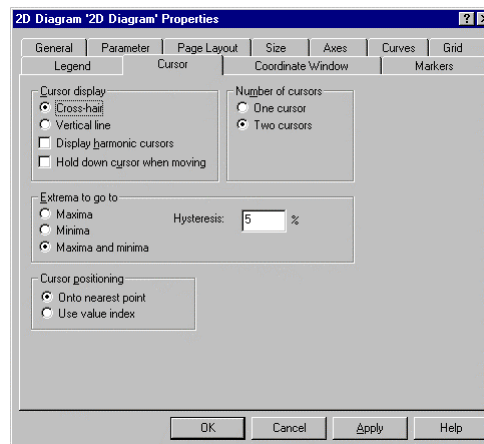 2D Diagram '2D Diagram' Properties ? X
General Parameter Page Layout Size Axes Curves Grid
Legend Cursor Coordinate Window Markers
Cursor display
Cross-hair
Vertical line
Display harmonic cursors
Hold down cursor when moving
Number of cursors
One cursor
Two cursors
Extrema to go to
Maxima
Minima
Maxima and minima
Hysteresis: 5 %
Cursor positioning
Onto nearest point
Use value index
OK Cancel Apply Help